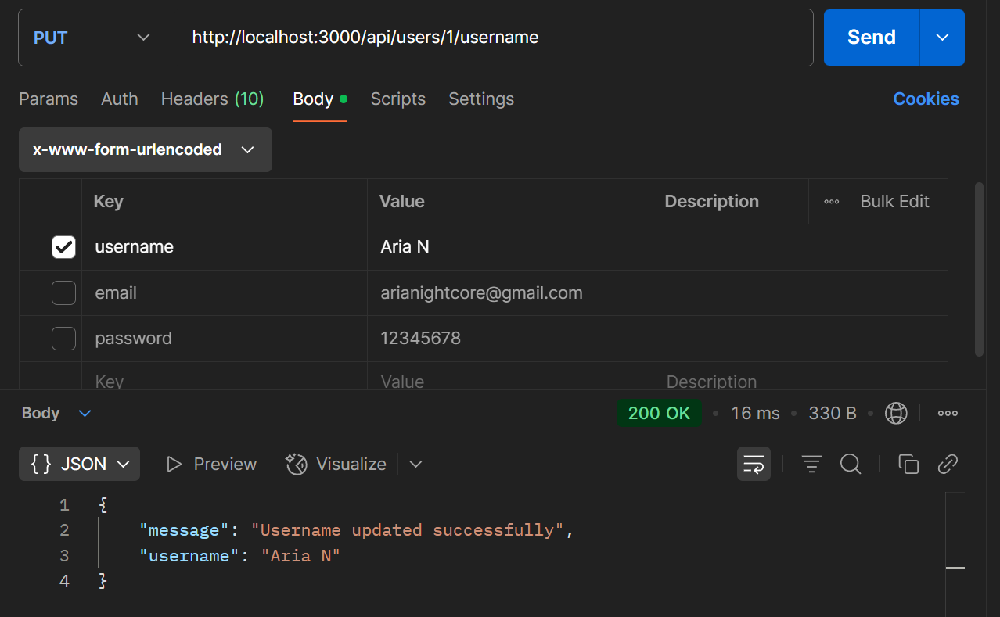 PUT http://localhost:3000/api/users/1/username Send
Params Auth Headers (10) Body Scripts Settings Cookies
x-www-form-urlencoded
Key Value Description Bulk Edit
username Aria N
email arianightcore@gmail.com
password 12345678
Key Value Description
Body 200 OK 16 ms 330 B
{} JSON Preview Visualize
1 {
2 "message": "Username updated successfully",
3 "username": "Aria N"
4 }